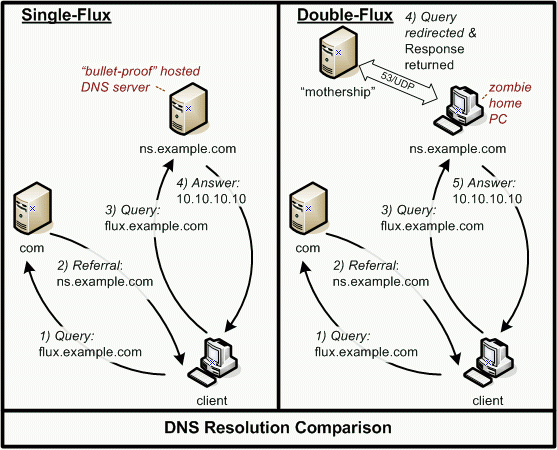 Single-Flux
"bullet-proof" hosted
DNS server
ns.example.com
4) Answer:
10.10.10.10
3) Query:
flux.example.com
com
2) Referral:
ns.example.com
1) Query:
flux.example.com
client
Double-Flux
4) Query
redirected &
Response
returned
53/UDP
"mothership"
zombie
home
PC
ns.example.com
5) Answer:
10.10.10.10
3) Query:
flux.example.com
com
2) Referral:
ns.example.com
1) Query:
flux.example.com
client
DNS Resolution Comparison